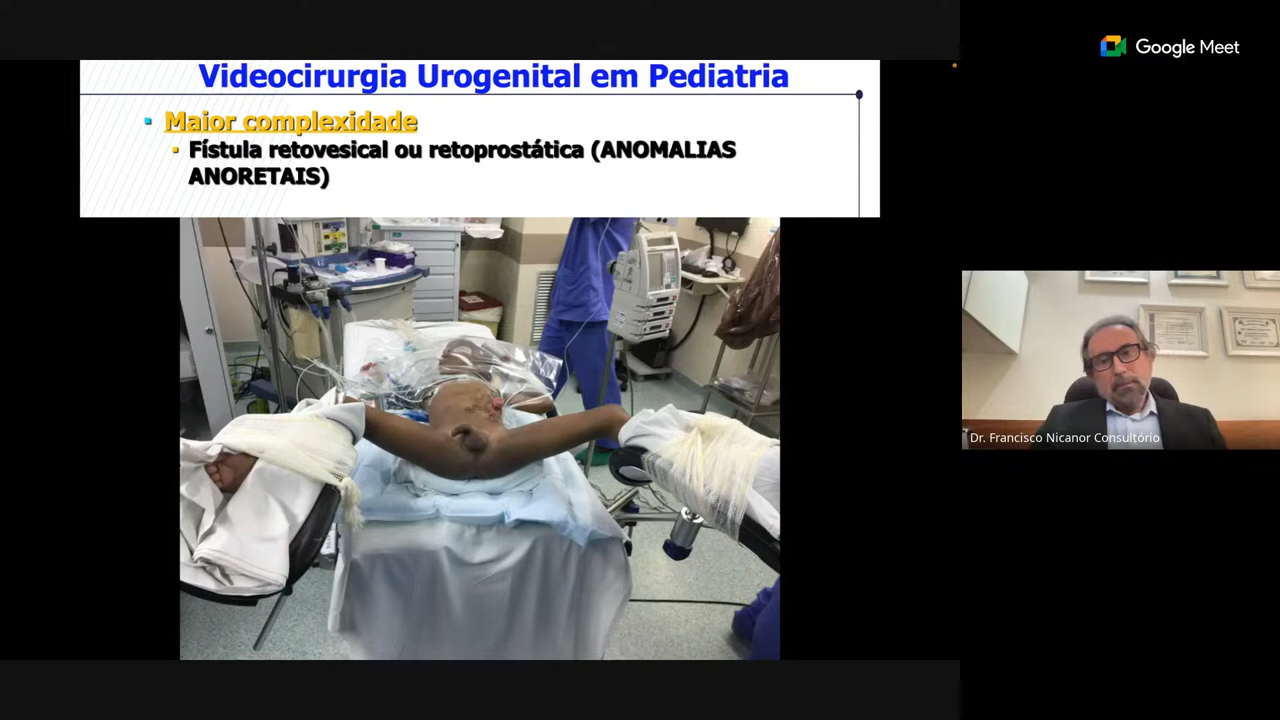 Google Meet
Videocirurgia Urogenital em Pediatria
Maior complexidade
Fístula retovesical ou retoprostática (ANOMALIAS
ANORETAIS)
Dr. Francisco Nicanor Consultório